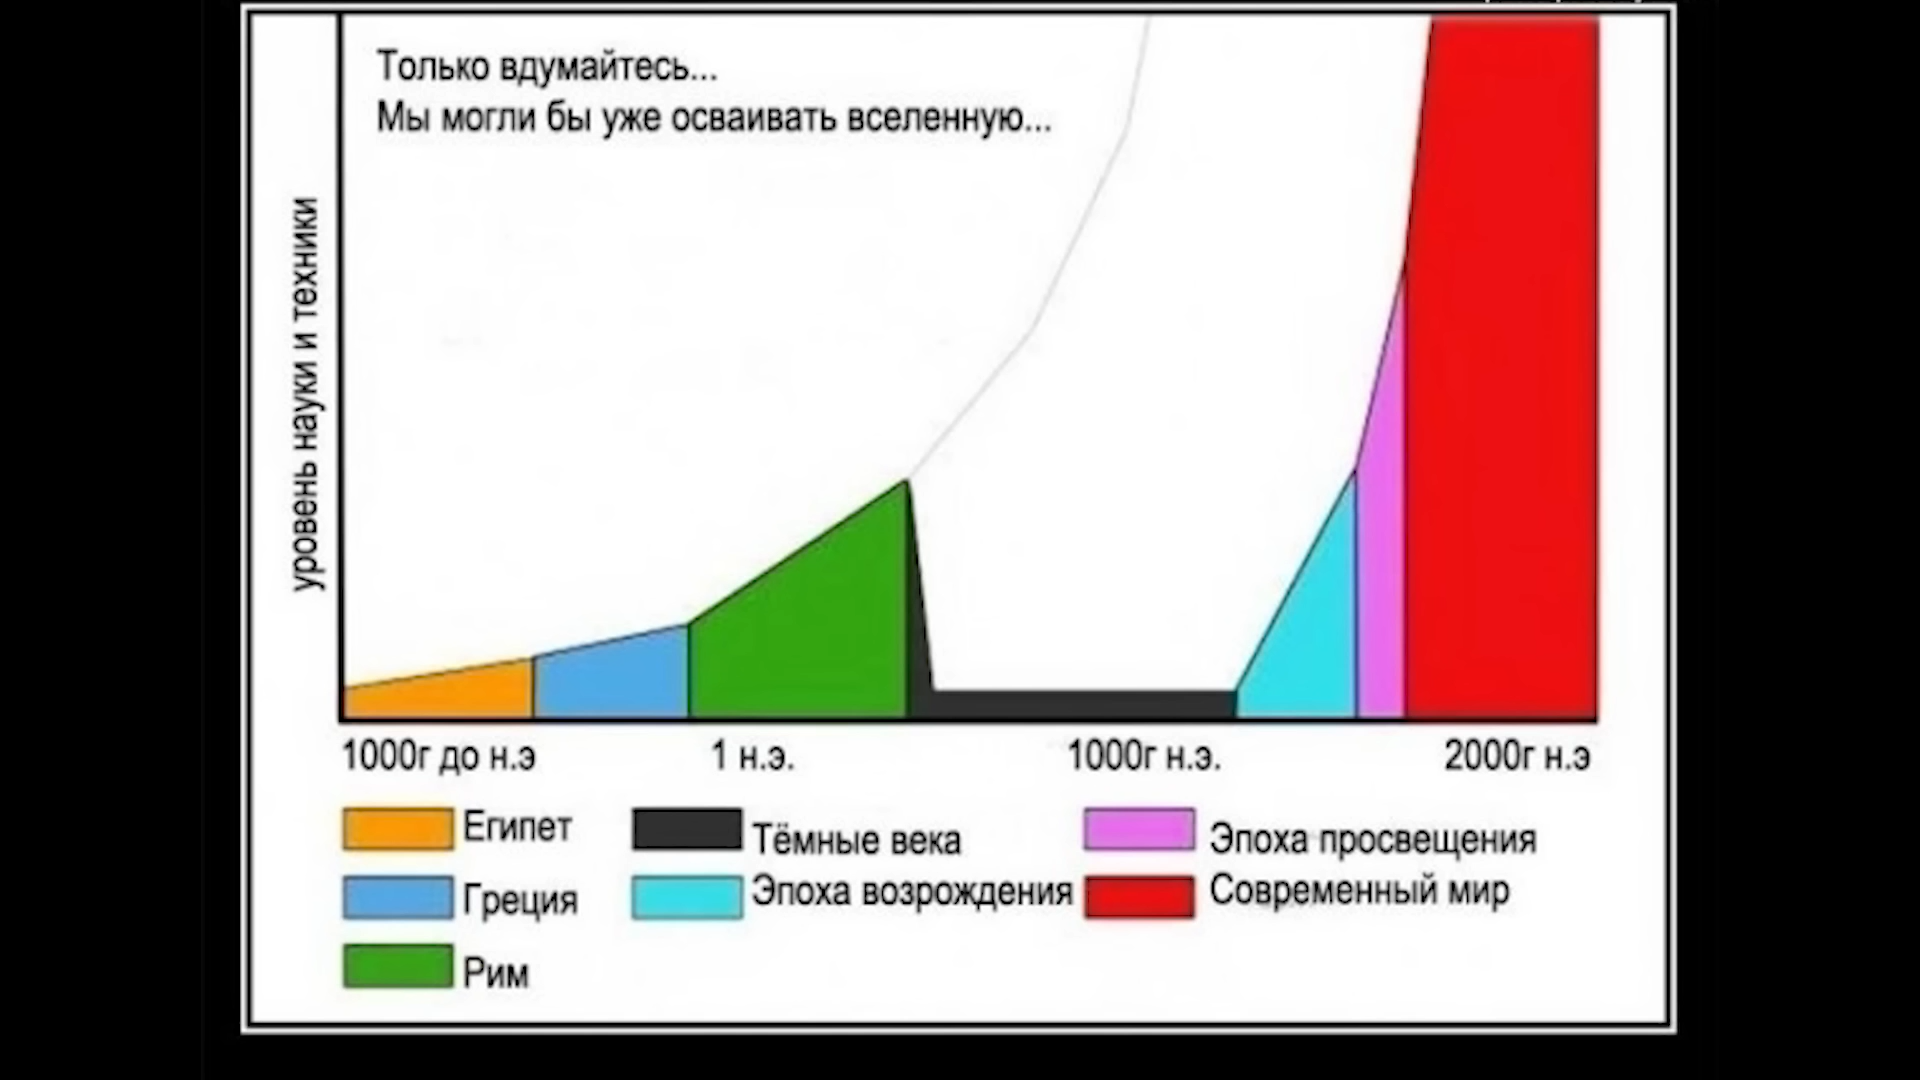 Только вдумайтесь...
Мы могли бы уже осваивать вселенную...
уровень науки и техники
1000г до н.э
1 н.э.
1000г н.э.
2000г н.э
Египет
Греция
Рим
Тёмные века
Эпоха возрождения
Эпоха просвещения
Современный мир